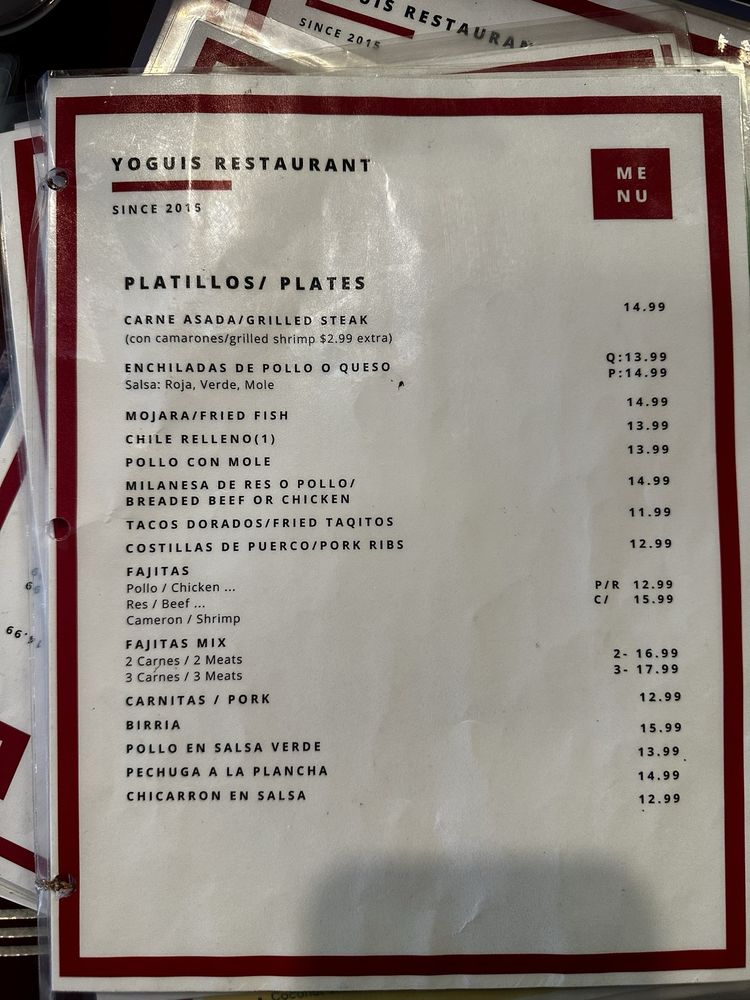 UIS RESTAURAN
SINCE 2015
YOGUIS RESTAURANT
SINCE 2015
ME
NU
PLATILLOS/ PLATES
CARNE ASADA/GRILLED STEAK 14.99
(con camarones/grilled shrimp $2.99 extra)
ENCHILADAS DE POLLO O QUESO Q:13.99
Salsa: Roja, Verde, Mole P:14.99
MOJARA/FRIED FISH 14.99
CHILE RELLENO(1) 13.99
POLLO CON MOLE 13.99
MILANESA DE RES O POLLO/ 14.99
BREADED BEEF OR CHICKEN
TACOS DORADOS/FRIED TAQITOS 11.99
COSTILLAS DE PUERCO/PORK RIBS 12.99
FAJITAS
Pollo / Chicken ... P/R 12.99
Res / Beef ... C/ 15.99
Cameron / Shrimp
FAJITAS MIX
2 Carnes / 2 Meats 2- 16.99
3 Carnes / 3 Meats 3- 17.99
CARNITAS / PORK 12.99
BIRRIA 15.99
POLLO EN SALSA VERDE 13.99
PECHUGA A LA PLANCHA 14.99
CHICARRON EN SALSA 12.99